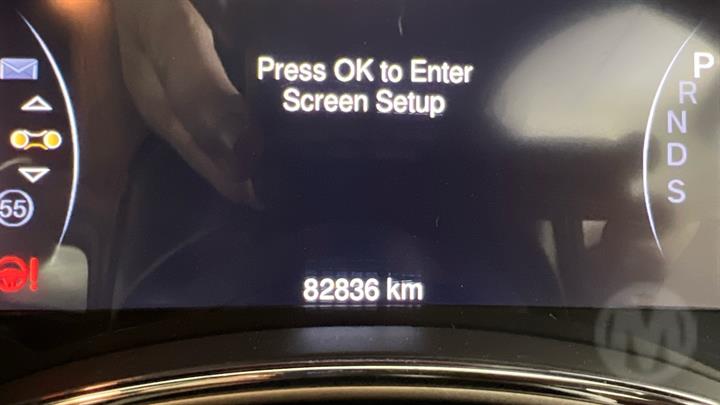 Press OK to Enter
Screen Setup
P
R
N
D
S
55
82836 km
M